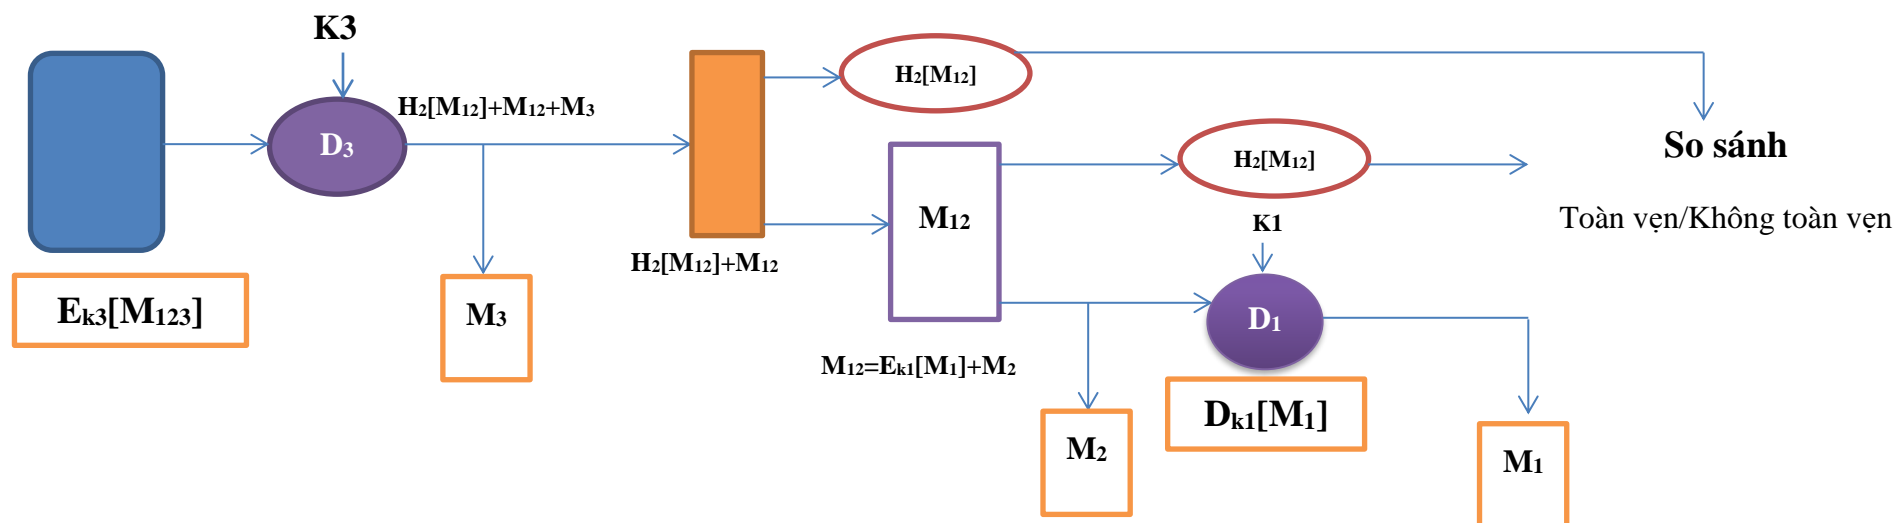 K3
H₂[M₁₂]
H₂[M₁₂]+M₁₂+M₃
D₃
So sánh
H₂[M₁₂]
M₁₂
K1
Toàn vẹn/Không toàn vẹn
H₂[M₁₂]+M₁₂
Eₖ₃[M₁₂₃]
M₃
D₁
M₁₂=Eₖ₁[M₁]+M₂
Dₖ₁[M₁]
M₂
M₁